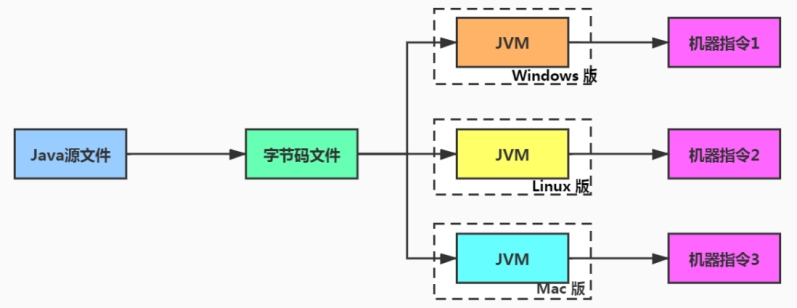 JVM
机器指令1
Windows 版
Java源文件
字节码文件
JVM
机器指令2
Linux 版
JVM
机器指令3
Mac 版